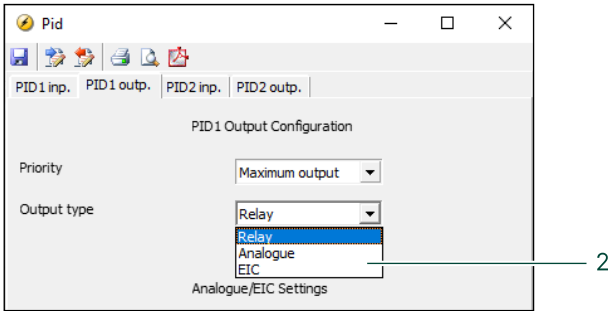 Pid
PID1 inp. PID1 outp. PID2 inp. PID2 outp.
PID1 Output Configuration
Priority Maximum output
Output type Relay
Relay
Analogue
EIC 2
Analogue/EIC Settings